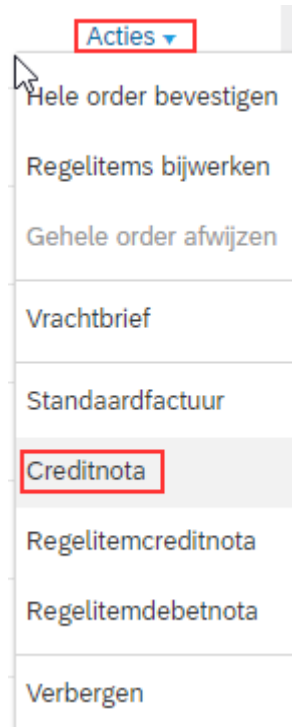 Acties
Hele order bevestigen
Regelitems bijwerken
Gehele order afwijzen
Vrachtbrief
Standaardfactuur
Creditnota
Regelitemcreditnota
Regelitemdebetnota
Verbergen